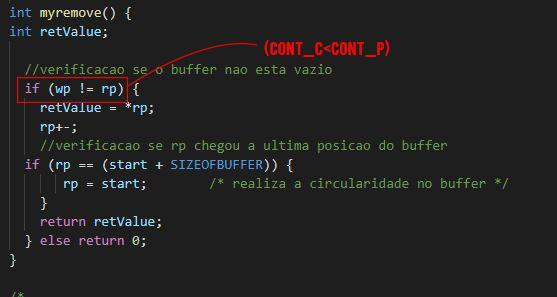 int myremove() {
int retValue;
(CONT_C<CONT_P)
//verificacao se o buffer nao esta vazio
if (wp != rp) {
retValue = *rp;
rp+-;
//verificacao se rp chegou a ultima posicao do buffer
if (rp == (start + SIZEOFBUFFER)) {
rp = start; /* realiza a circularidade no buffer */
}
return retValue;
} else return 0;
}
/*